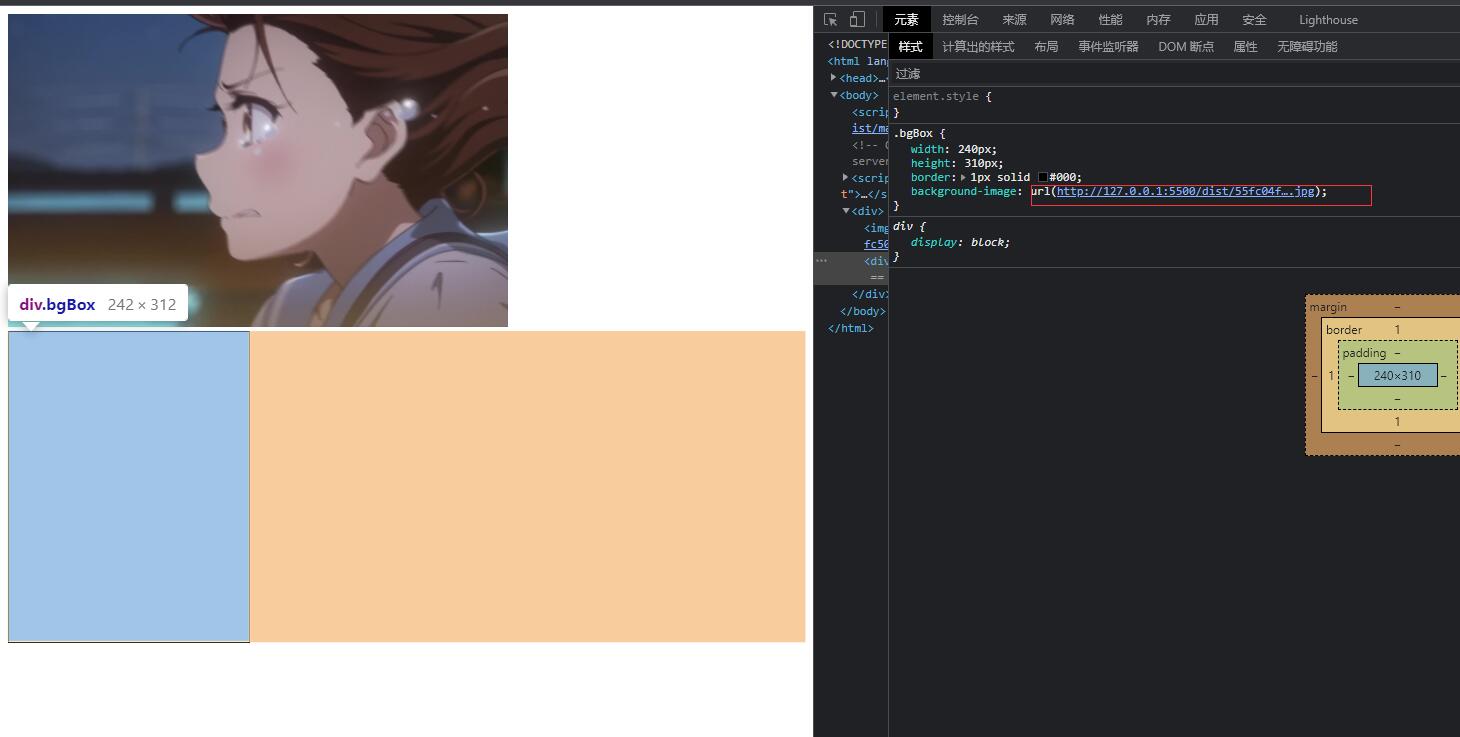 div.bgBox 242 × 312
元素 控制台 来源 网络 性能 内存 应用 安全 Lighthouse
<!DOCTYPE
<html lang
<head>…
<body>
<scrip
ist/ma
<!--
server
<scrip
t">…</s
<div>
<img
fc50
<div
==
</div>
</body>
</html>
样式 计算出的样式 布局 事件监听器 DOM 断点 属性 无障碍功能
过滤
element.style {
}
.bgBox {
width: 240px;
height: 310px;
border: 1px solid #000;
background-image: url(http://127.0.0.1:5500/dist/55fc04f….jpg);
}
div {
display: block;
}
margin –
border 1
padding –
– 1 – 240×310 –
–
1
–